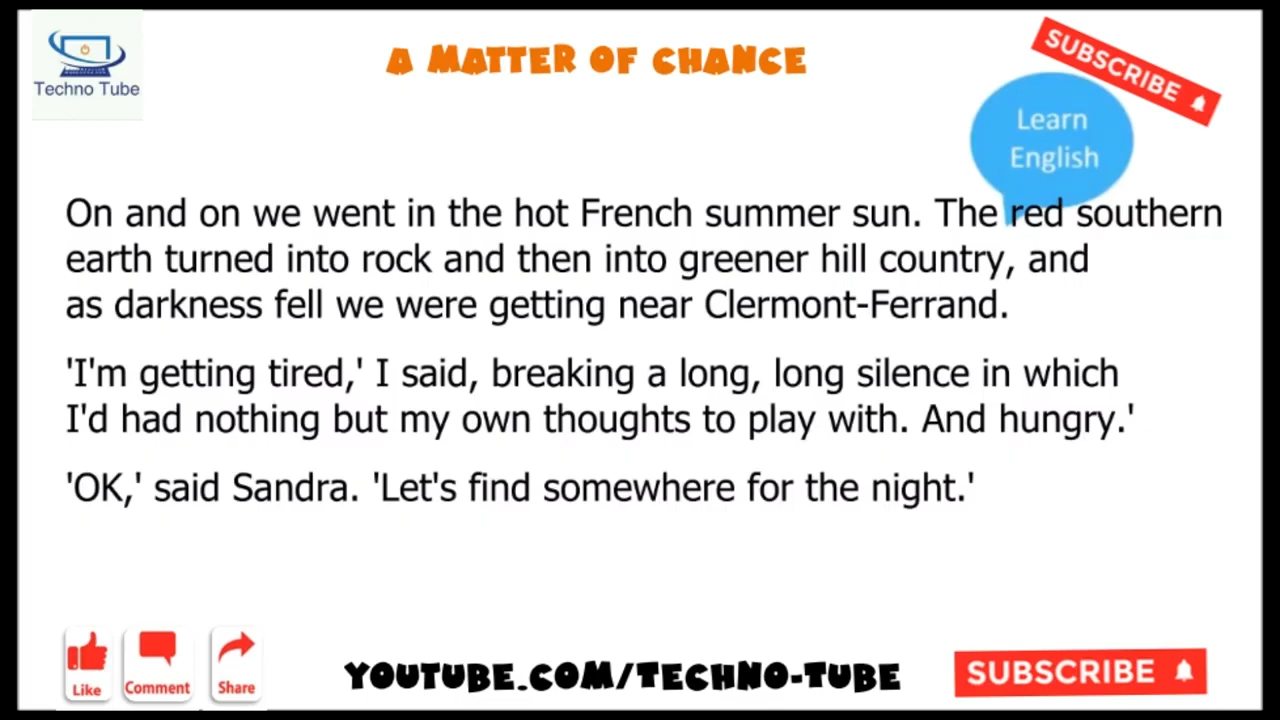 Techno Tube
A MATTER OF CHANCE
SUBSCRIBE
Learn
English
On and on we went in the hot French summer sun. The red southern
earth turned into rock and then into greener hill country, and
as darkness fell we were getting near Clermont-Ferrand.
'I'm getting tired,' I said, breaking a long, long silence in which
I'd had nothing but my own thoughts to play with. And hungry.'
'OK,' said Sandra. 'Let's find somewhere for the night.'
Like
Comment
Share
YOUTUBE.COM/TECHNO-TUBE
SUBSCRIBE